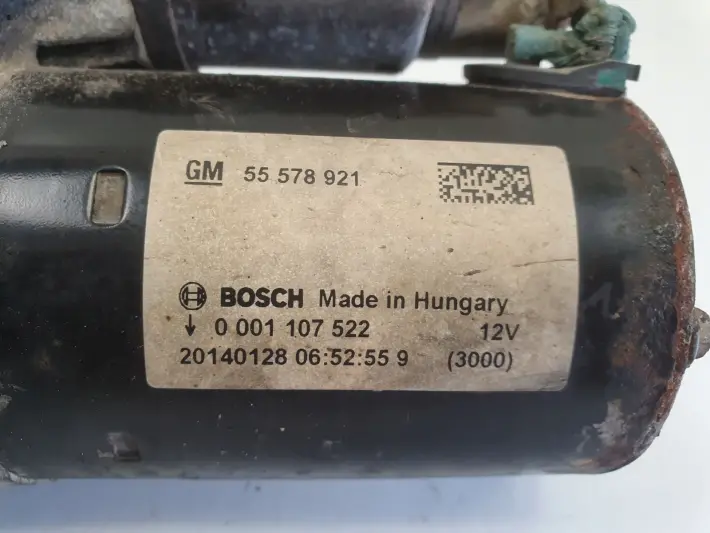 GM 55 578 921
BOSCH Made in Hungary
↓ 0 001 107 522 12V
20140128 06:52:55 9 (3000)